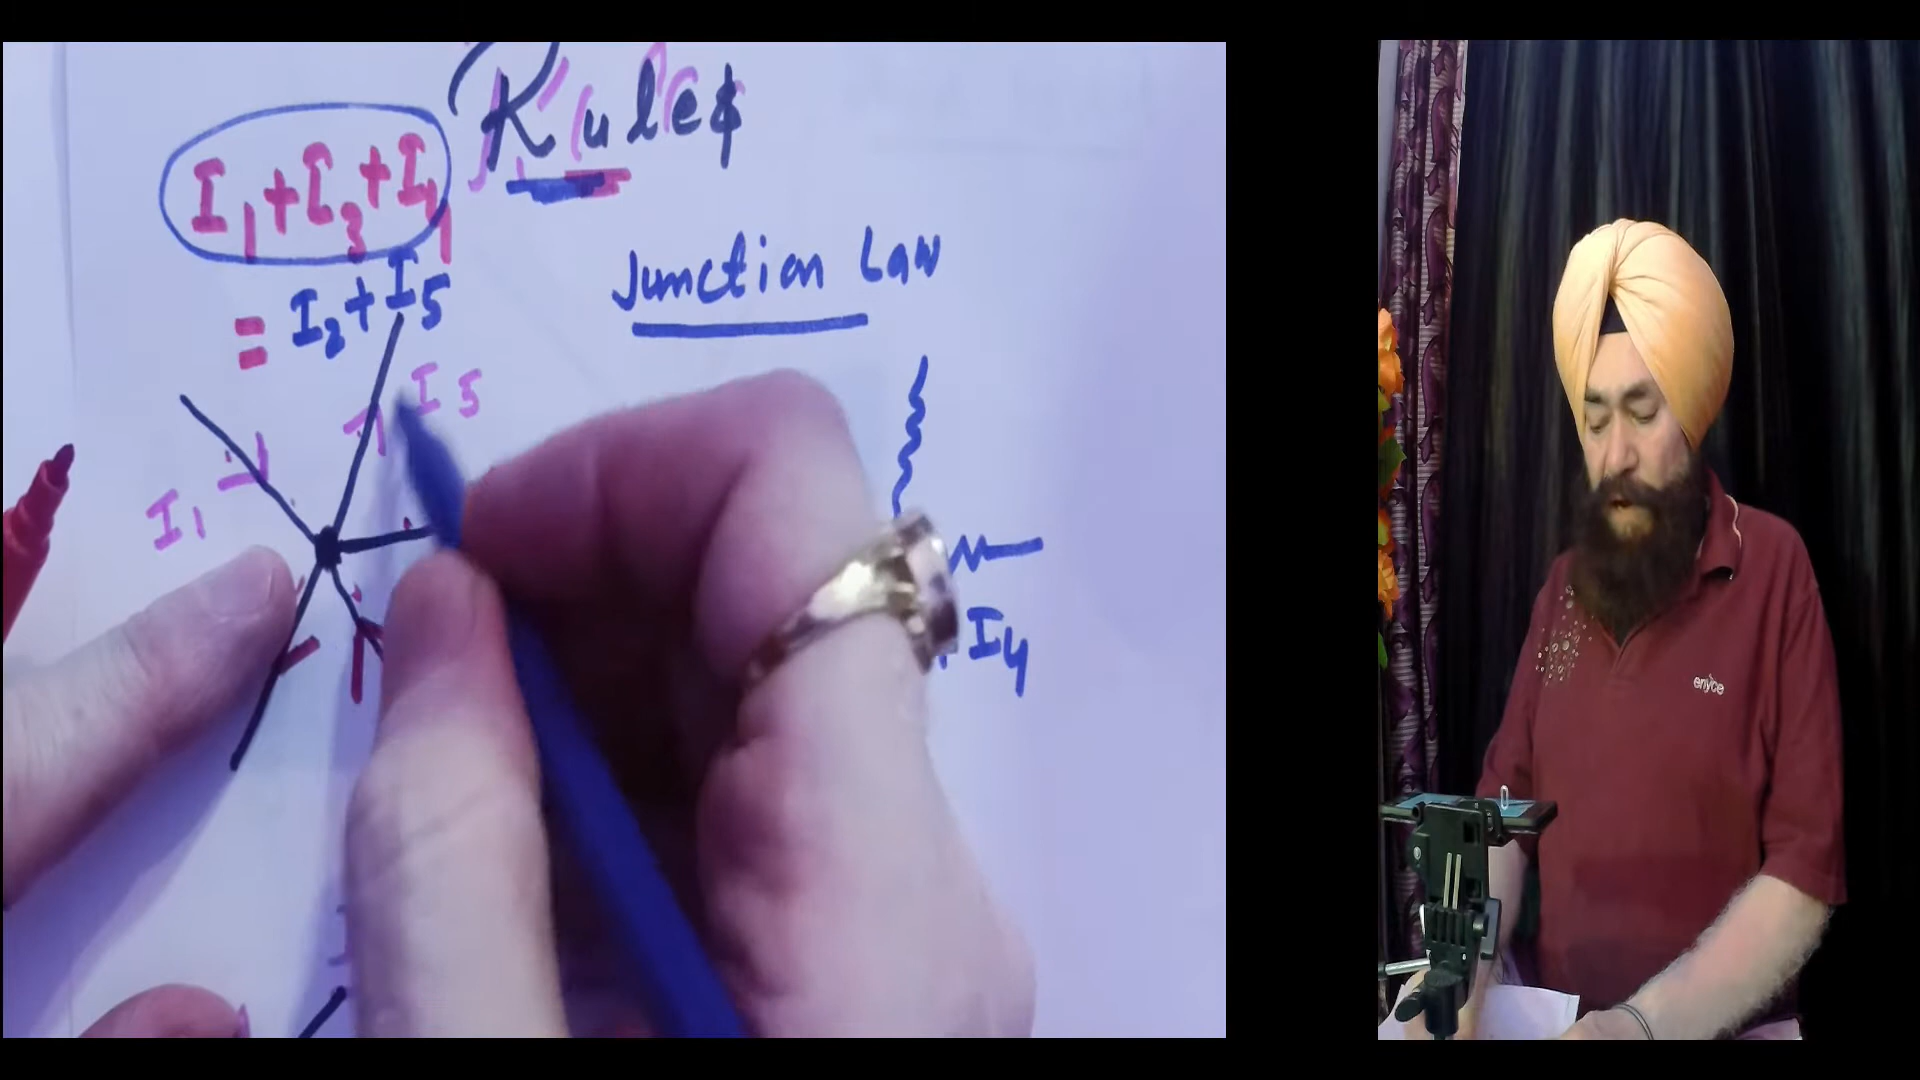 Rules
I1+I3+I4
= I2+I5
Junction Law
I5
I1
I4
enyce